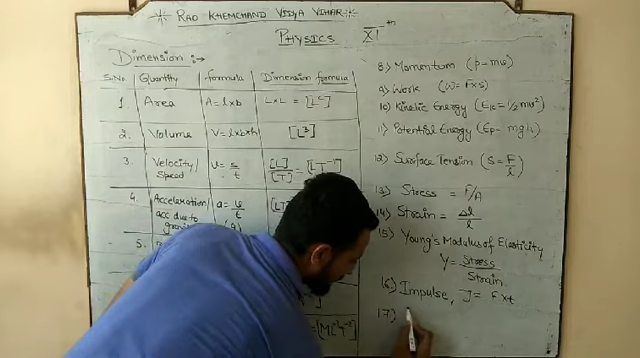 RAO KHEMCHAND VIDYA VIHAR
PHYSICS XIth
Dimension :→
S.No. Quantity formula Dimension formula
1. Area A = l×b L×L = [L²]
2. Volume V = l×b×h [L³]
3. Velocity/ Speed v = s/t [L]/[T] = [LT⁻¹]
4. Acceleration/ acc due to
5.
8) Momentum (p = mv)
9) Work (W = F×S)
10) Kinetic Energy (EK = 1/2 mv²)
11) Potential Energy (Ep = mgh)
12) Surface Tension (S = F/l)
13) Stress = F/A
14) Strain = Δl/l
15) Young's Modulus of Elasticity
Y = Stress/Strain
16) Impulse, J = F×t
17)